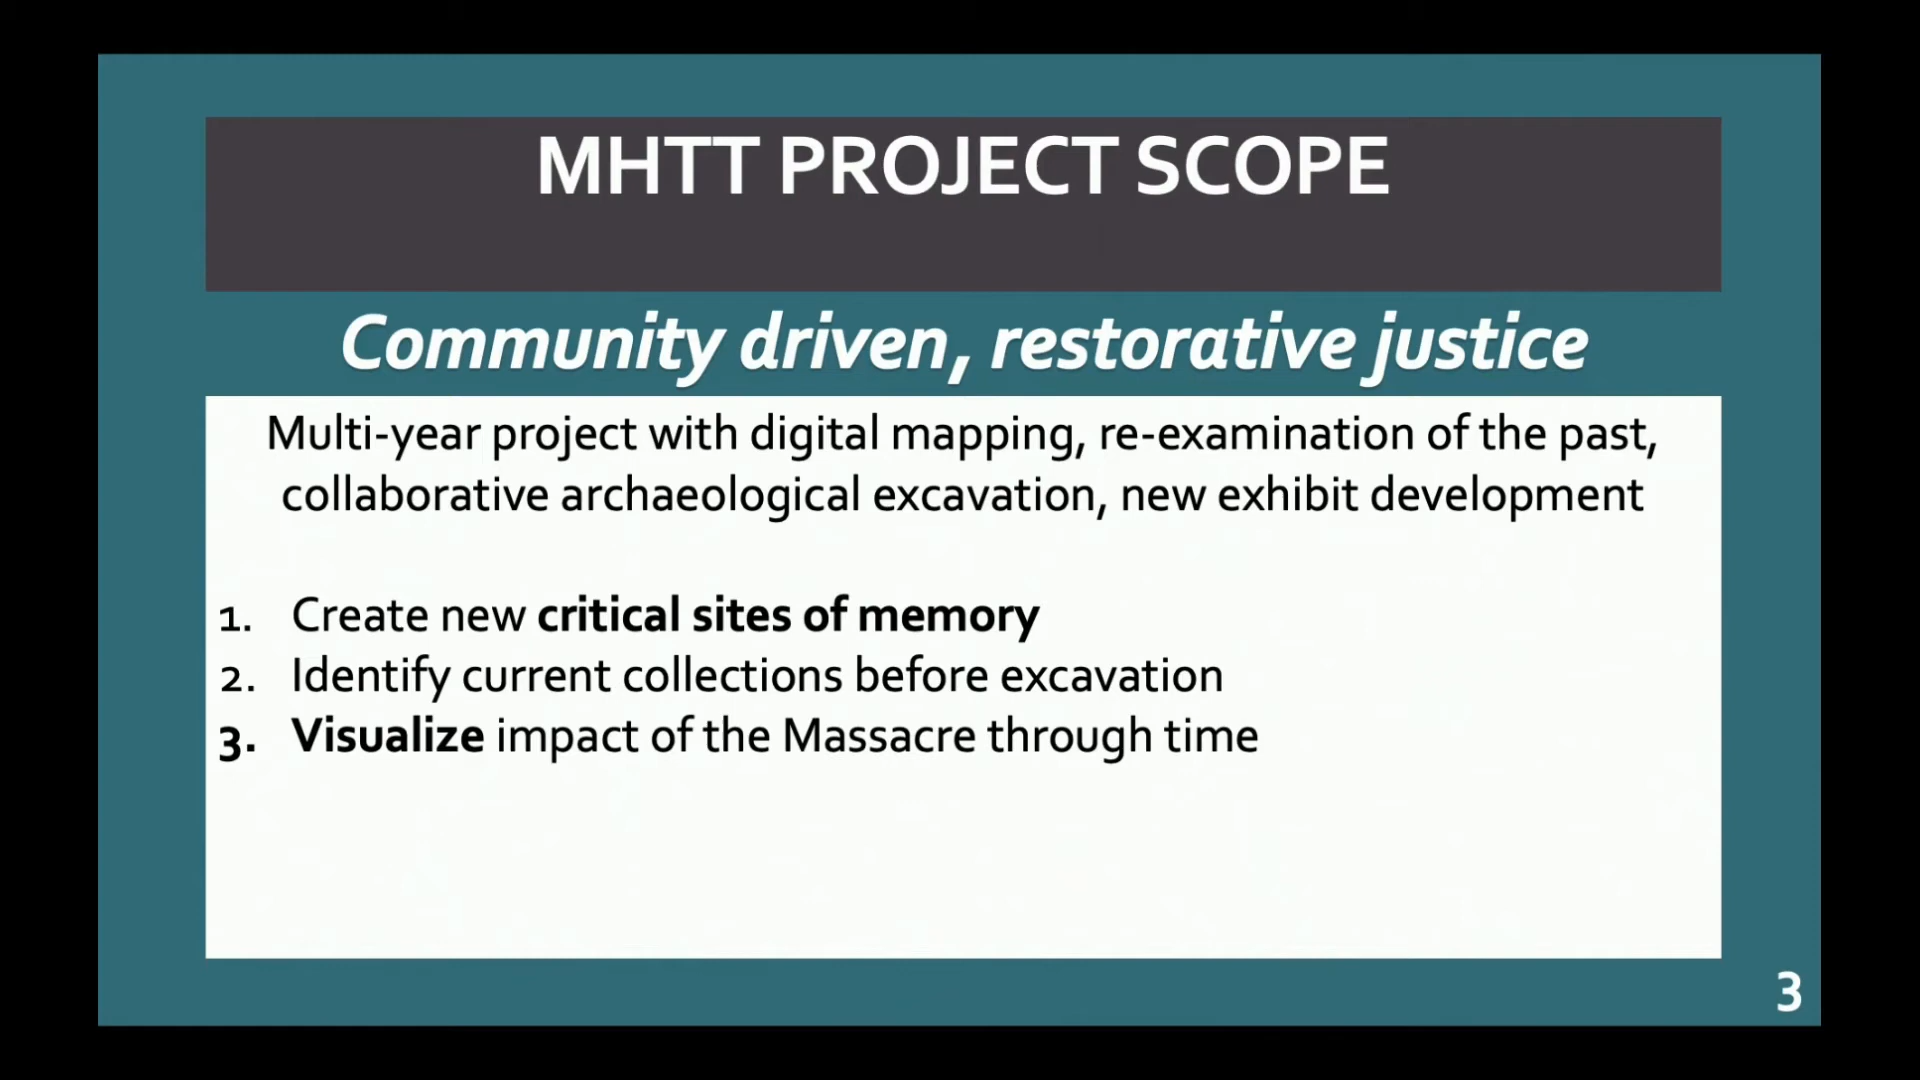 MHTT PROJECT SCOPE
Community driven, restorative justice
Multi-year project with digital mapping, re-examination of the past,
collaborative archaeological excavation, new exhibit development
1. Create new critical sites of memory
2. Identify current collections before excavation
3. Visualize impact of the Massacre through time
3